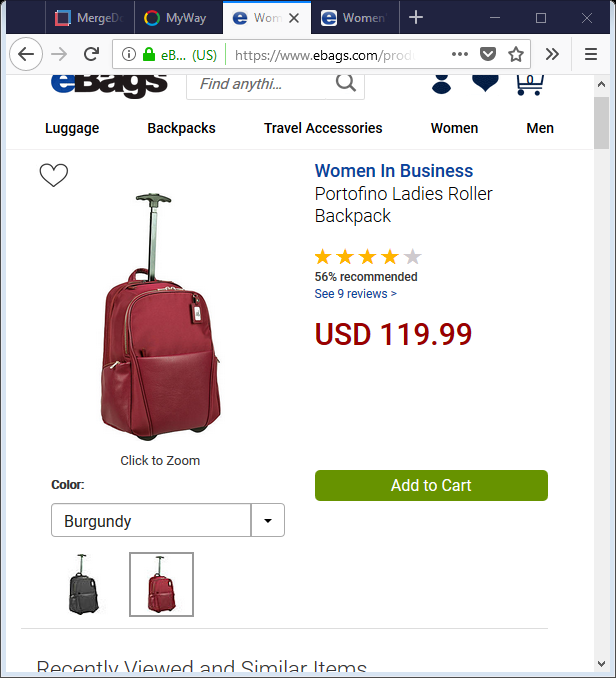 MergeDo
MyWay
Wom
Women'
eB... (US)
https://www.ebags.com/prod
eBags
Find anythi...
0
Luggage
Backpacks
Travel Accessories
Women
Men
Women In Business
Portofino Ladies Roller
Backpack
56% recommended
See 9 reviews >
USD 119.99
Click to Zoom
Color:
Add to Cart
Burgundy
Recently Viewed and Similar Items